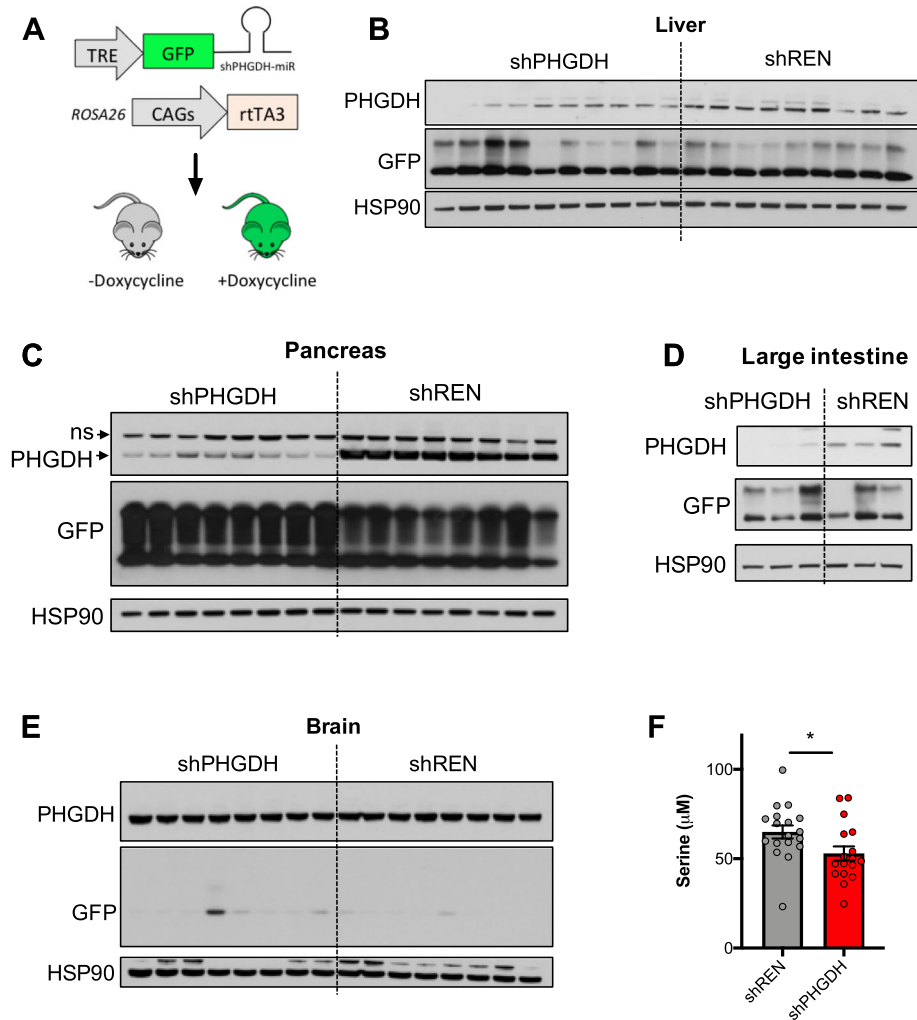 A
TRE
GFP
shPHGDH-miR
ROSA26
CAGs
rtTA3
-Doxycycline
+Doxycycline
B
Liver
shPHGDH
shREN
PHGDH
GFP
HSP90
C
Pancreas
shPHGDH
shREN
ns
PHGDH
GFP
HSP90
D
Large intestine
shPHGDH
shREN
PHGDH
GFP
HSP90
E
Brain
shPHGDH
shREN
PHGDH
GFP
HSP90
F
*
Serine (μM)
100
50
0
shREN
shPHGDH